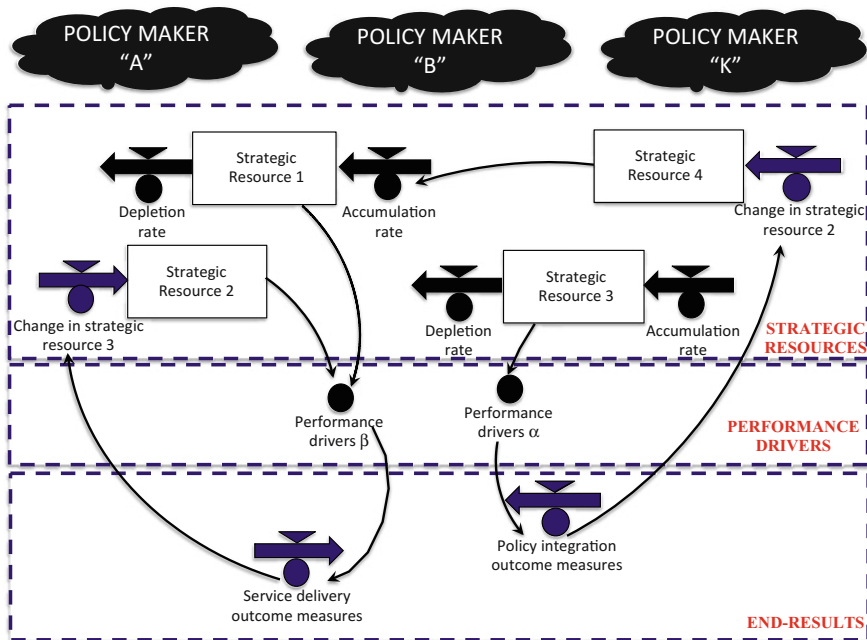 POLICY MAKER
“A”
POLICY MAKER
“B”
POLICY MAKER
“K”
Strategic
Resource 1
Strategic
Resource 4
Depletion
rate
Accumulation
rate
Change in strategic
resource 2
Strategic
Resource 2
Strategic
Resource 3
Change in strategic
resource 3
Depletion
rate
Accumulation
rate
STRATEGIC
RESOURCES
Performance
drivers β
Performance
drivers α
PERFORMANCE
DRIVERS
Policy integration
outcome measures
Service delivery
outcome measures
END-RESULTS